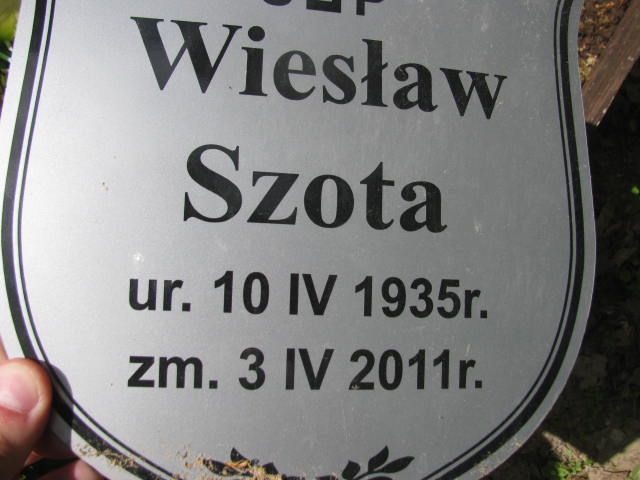 Wiesław
Szota
ur. 10 IV 1935r.
zm. 3 IV 2011r.